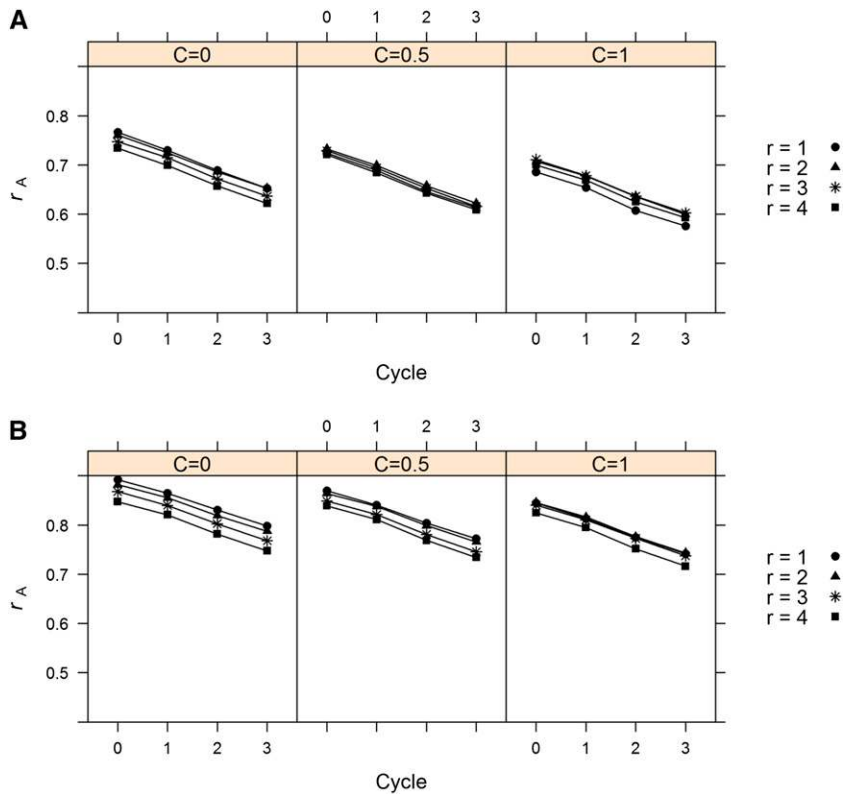 A
0 1 2 3
C=0 C=0.5 C=1
0.8
0.7
0.6
0.5
r A
r = 1
r = 2
r = 3
r = 4
0 1 2 3 0 1 2 3
Cycle
B
0 1 2 3
C=0 C=0.5 C=1
0.8
0.7
0.6
0.5
r A
r = 1
r = 2
r = 3
r = 4
0 1 2 3 0 1 2 3
Cycle